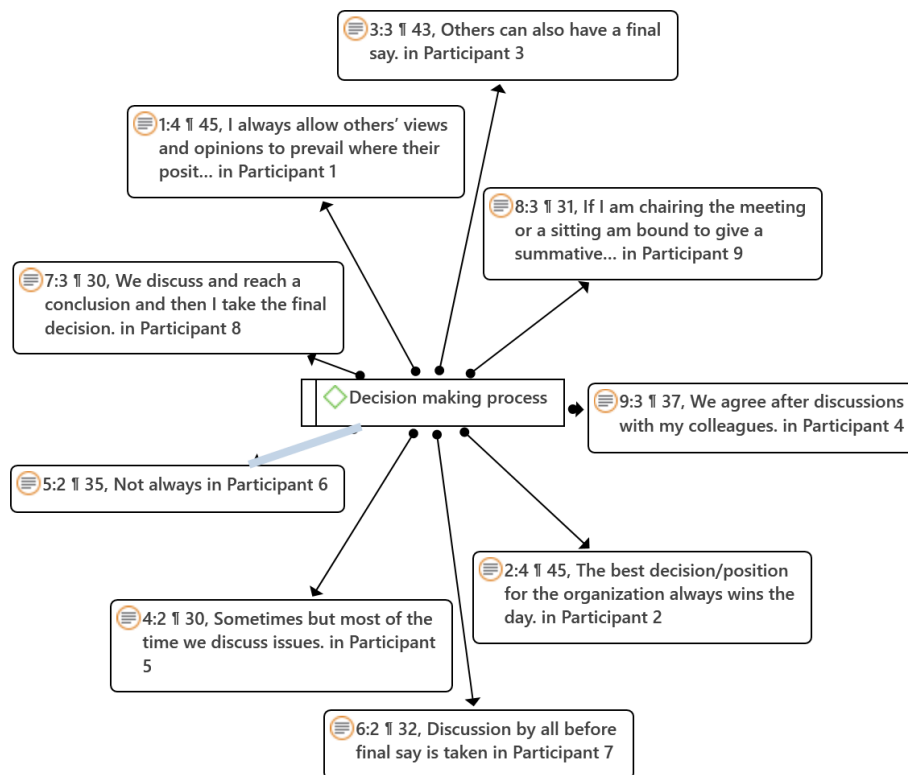 3:3 ¶ 43, Others can also have a final
say. in Participant 3
1:4 ¶ 45, I always allow others’ views
and opinions to prevail where their
posit... in Participant 1
8:3 ¶ 31, If I am chairing the meeting
or a sitting am bound to give a
summative... in Participant 9
7:3 ¶ 30, We discuss and reach a
conclusion and then I take the final
decision. in Participant 8
Decision making process
9:3 ¶ 37, We agree after discussions
with my colleagues. in Participant 4
5:2 ¶ 35, Not always in Participant 6
2:4 ¶ 45, The best decision/position
for the organization always wins the
day. in Participant 2
4:2 ¶ 30, Sometimes but most of the
time we discuss issues. in Participant
5
6:2 ¶ 32, Discussion by all before
final say is taken in Participant 7